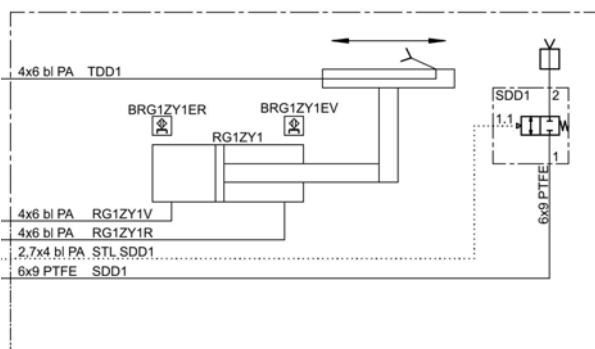 4x6 bl PA TDD1
SDD1
2
1.1
1
6x9 PTFE
BRG1ZY1ER
BRG1ZY1EV
RG1ZY1
4x6 bl PA RG1ZY1V
4x6 bl PA RG1ZY1R
2,7x4 bl PA STL SDD1
6x9 PTFE SDD1